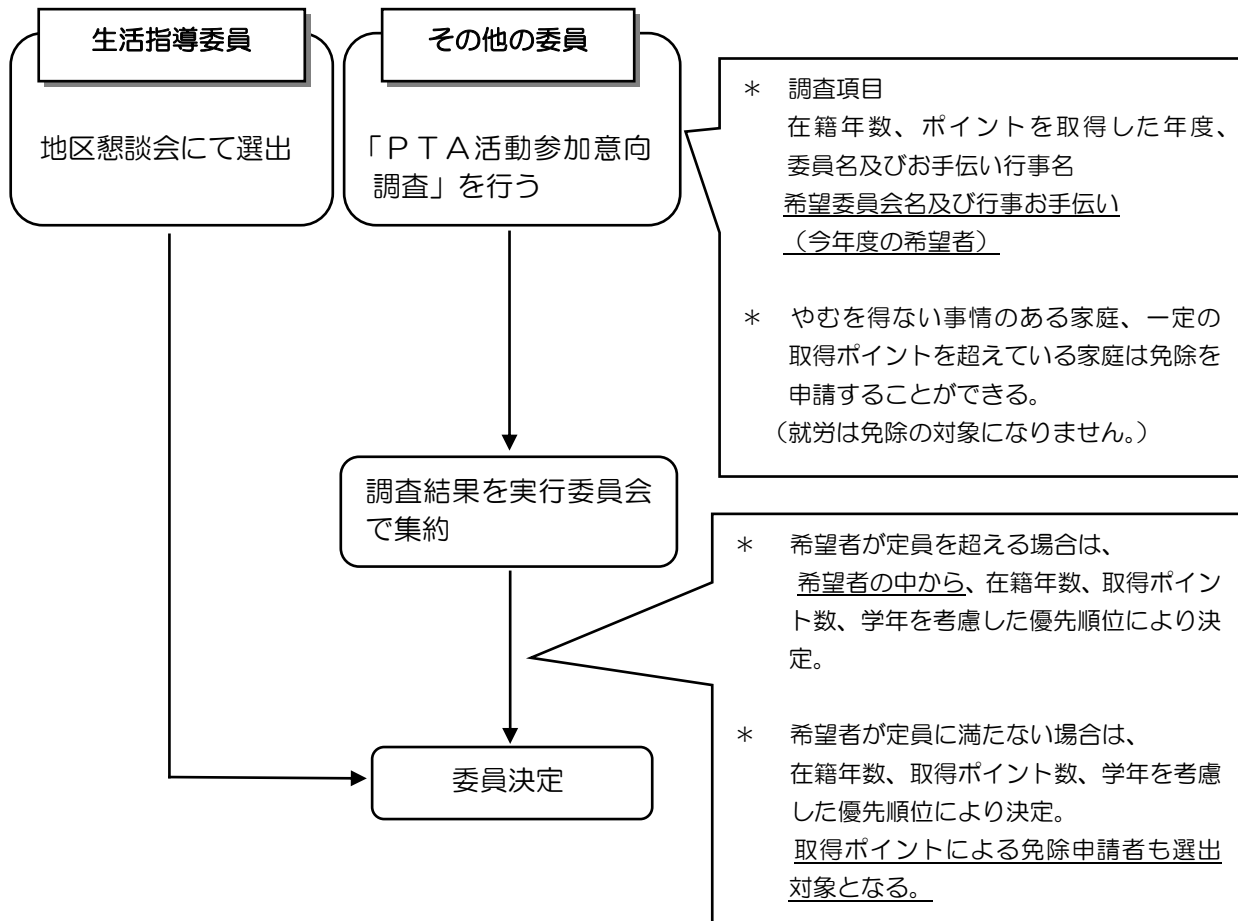 生活指導委員
地区懇談会にて選出
その他の委員
「ＰＴＡ活動参加意向
調査」を行う
＊　調査項目
在籍年数、ポイントを取得した年度、
委員名及びお手伝い行事名
希望委員会名及び行事お手伝い
（今年度の希望者）
＊　やむを得ない事情のある家庭、一定の
取得ポイントを超えている家庭は免除を
申請することができる。
（就労は免除の対象になりません。）
調査結果を実行委員会
で集約
＊　希望者が定員を超える場合は、
希望者の中から、在籍年数、取得ポイン
ト数、学年を考慮した優先順位により決
定。
＊　希望者が定員に満たない場合は、
在籍年数、取得ポイント数、学年を考慮
した優先順位により決定。
取得ポイントによる免除申請者も選出
対象となる。
委員決定